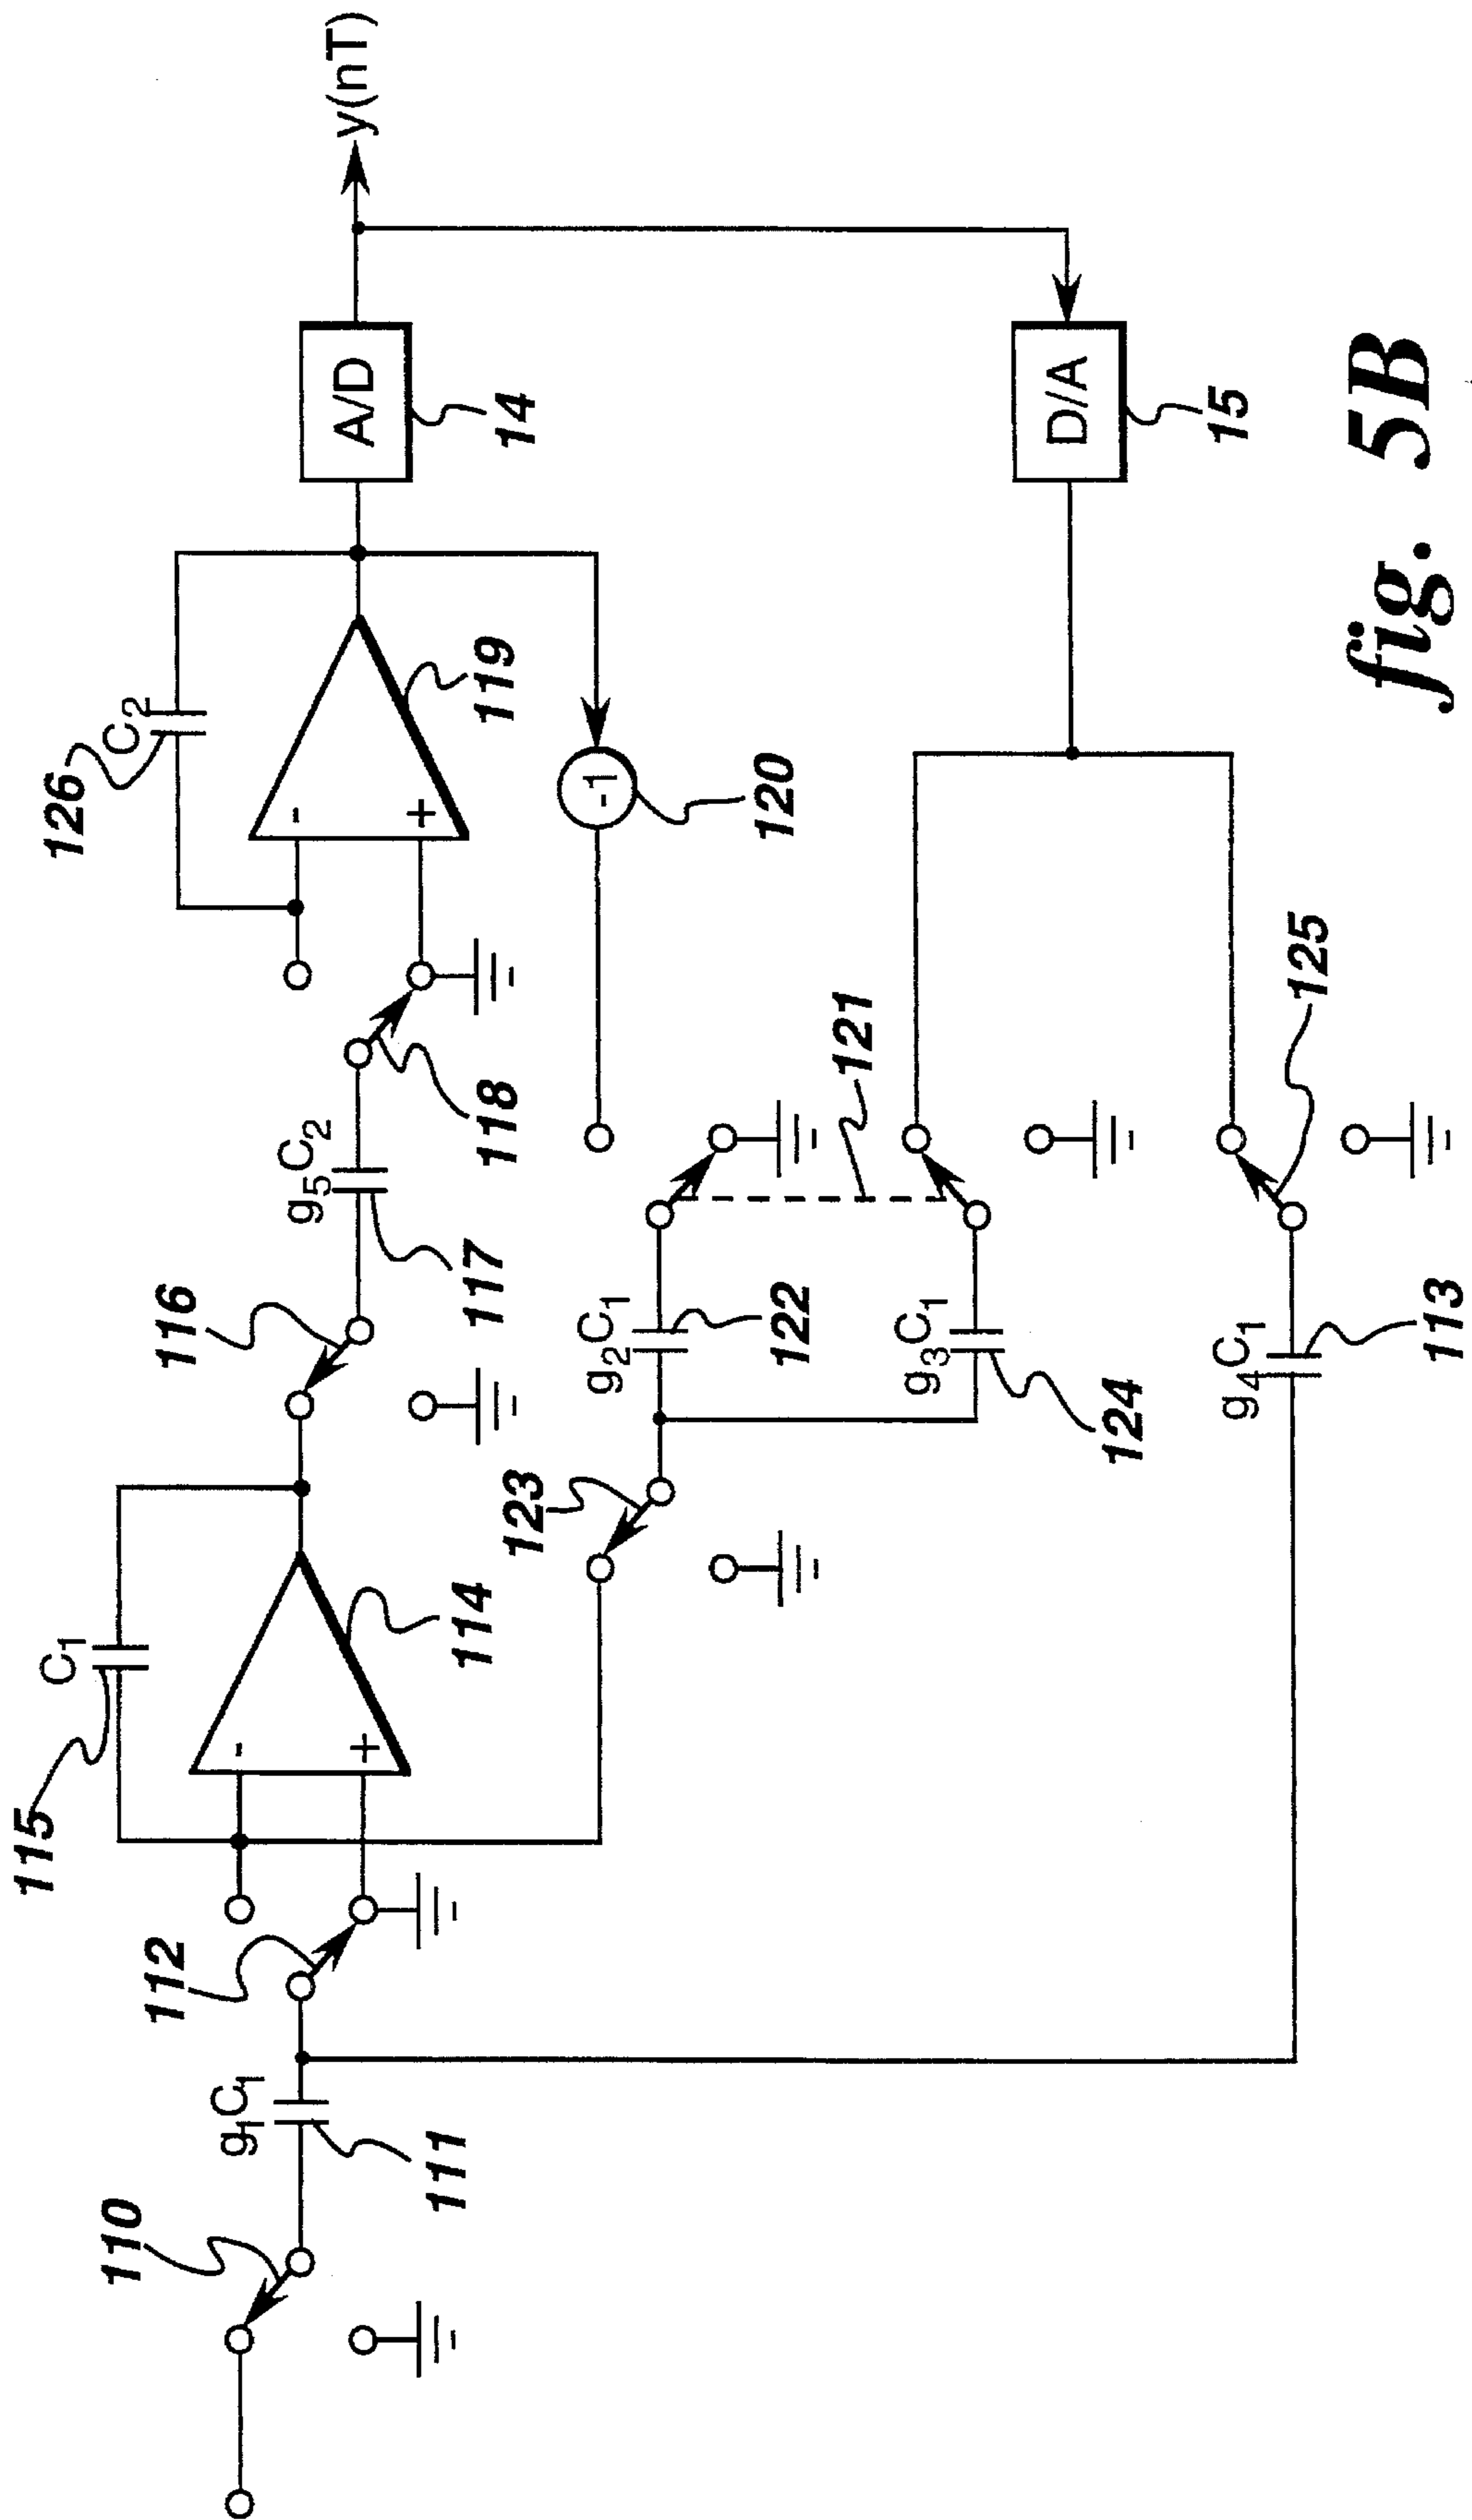 115
C₁
126
C₂
110
g₁C₁
112
-
+
116
g₅C₂
-
+
A/D
y(nT)
111
114
117
118
119
14
123
g₂C₁
-1
122
120
g₃C₁
121
124
g₄C₁
125
D/A
113
15
fig. 5B